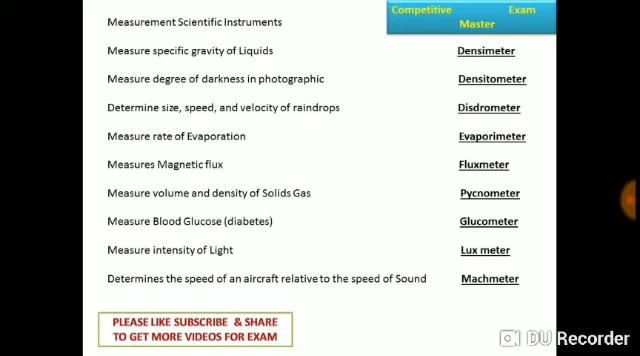 Competitive Exam
Master
Measurement Scientific Instruments
Measure specific gravity of Liquids Densimeter
Measure degree of darkness in photographic Densitometer
Determine size, speed, and velocity of raindrops Disdrometer
Measure rate of Evaporation Evaporimeter
Measures Magnetic flux Fluxmeter
Measure volume and density of Solids Gas Pycnometer
Measure Blood Glucose (diabetes) Glucometer
Measure intensity of Light Lux meter
Determines the speed of an aircraft relative to the speed of Sound Machmeter
PLEASE LIKE SUBSCRIBE & SHARE
TO GET MORE VIDEOS FOR EXAM
DU Recorder